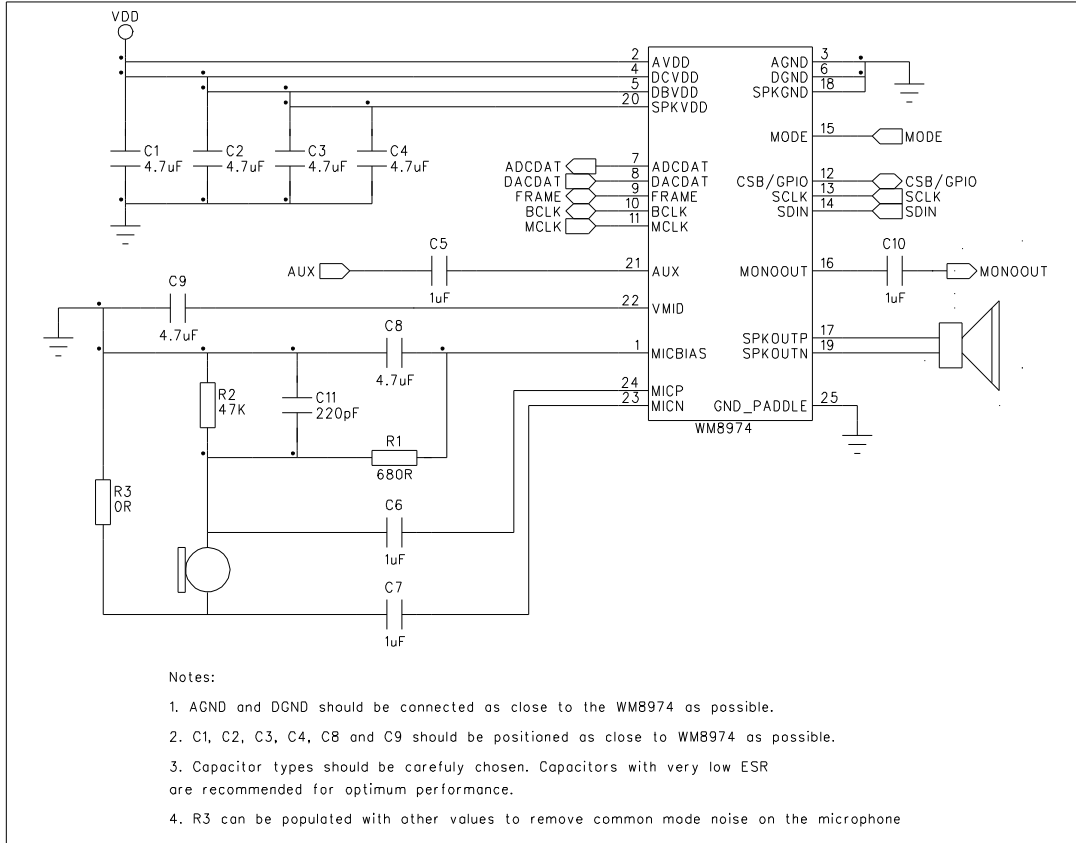 VDD
2 AVDD AGND 3
4 DCVDD DGND 6
5 DBVDD SPKGND 18
20 SPKVDD
MODE 15 MODE
C1 4.7uF
C2 4.7uF
C3 4.7uF
C4 4.7uF
ADCDAT 7 ADCDAT
DACDAT 8 DACDAT CSB/GPIO 12 CSB/GPIO
FRAME 9 FRAME SCLK 13 SCLK
BCLK 10 BCLK SDIN 14 SDIN
MCLK 11 MCLK
C5
1uF
C10
1uF
AUX 21 AUX MONOOUT 16 MONOOUT
C9
4.7uF
22 VMID
SPKOUTP 17
SPKOUTN 19
C8
4.7uF
1 MICBIAS
24 MICP
23 MICN GND_PADDLE 25
WM8974
R2
47K
C11
220pF
R1
680R
R3
0R
C6
1uF
C7
1uF
Notes:
1. AGND and DGND should be connected as close to the WM8974 as possible.
2. C1, C2, C3, C4, C8 and C9 should be positioned as close to WM8974 as possible.
3. Capacitor types should be carefuly chosen. Capacitors with very low ESR
are recommended for optimum performance.
4. R3 can be populated with other values to remove common mode noise on the microphone